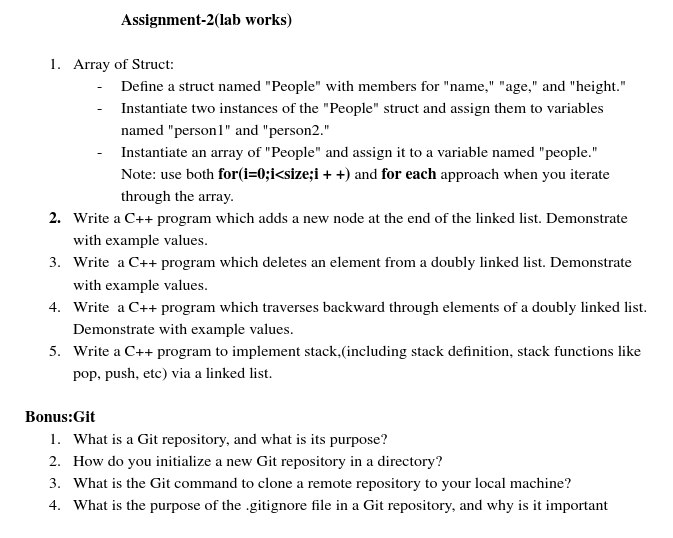 Assignment-2(lab works)
1. Array of Struct:
- Define a struct named "People" with members for "name," "age," and "height."
- Instantiate two instances of the "People" struct and assign them to variables
named "person1" and "person2."
- Instantiate an array of "People" and assign it to a variable named "people."
Note: use both for(i=0;i<size;i + +) and for each approach when you iterate
through the array.
2. Write a C++ program which adds a new node at the end of the linked list. Demonstrate
with example values.
3. Write  a C++ program which deletes an element from a doubly linked list. Demonstrate
with example values.
4. Write  a C++ program which traverses backward through elements of a doubly linked list.
Demonstrate with example values.
5. Write a C++ program to implement stack,(including stack definition, stack functions like
pop, push, etc) via a linked list.
Bonus:Git
1. What is a Git repository, and what is its purpose?
2. How do you initialize a new Git repository in a directory?
3. What is the Git command to clone a remote repository to your local machine?
4. What is the purpose of the .gitignore file in a Git repository, and why is it important